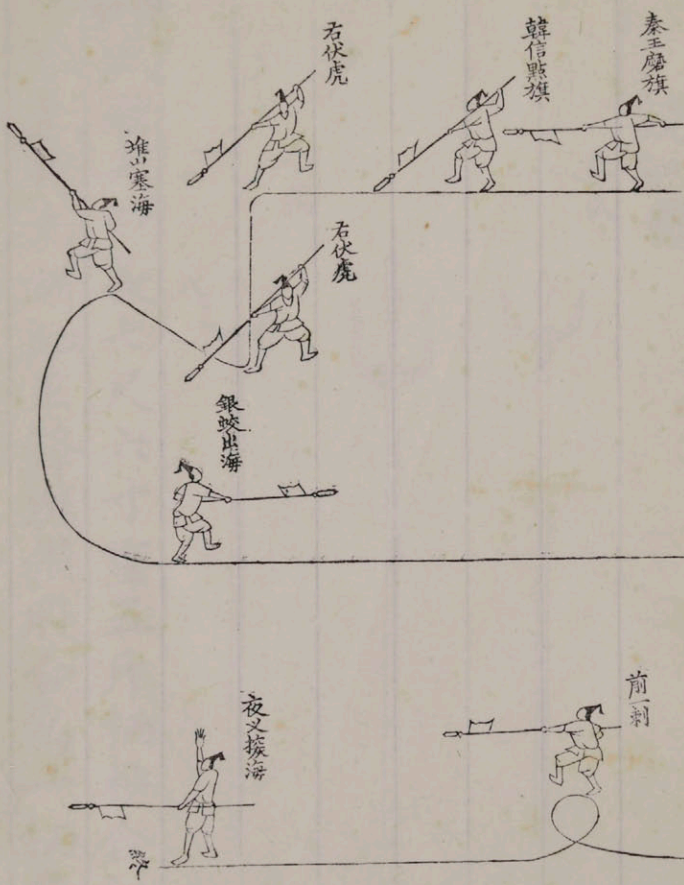 秦王磨旗
韓信點旗
右伏虎
推山塞海
右伏虎
銀蛟出海
前一刺
夜叉探海